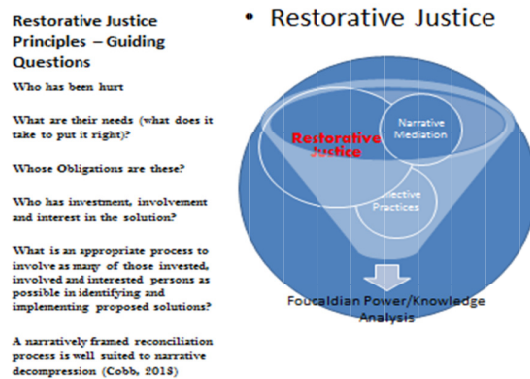 Restorative Justice
Principles – Guiding
Questions
Who has been hurt
What are their needs (what does it
take to put it right)?
Whose Obligations are these?
Who has investment, involvement
and interest in the solution?
What is an appropriate process to
involve as many of those invested,
involved and interested persons as
possible in identifying and
implementing proposed solutions?
A narratively framed reconciliation
process is well suited to narrative
decompression (Cobb, 2013)
• Restorative Justice
Narrative
Mediation
Restorative
Justice
Practices
Foucaldian Power/Knowledge
Analysis